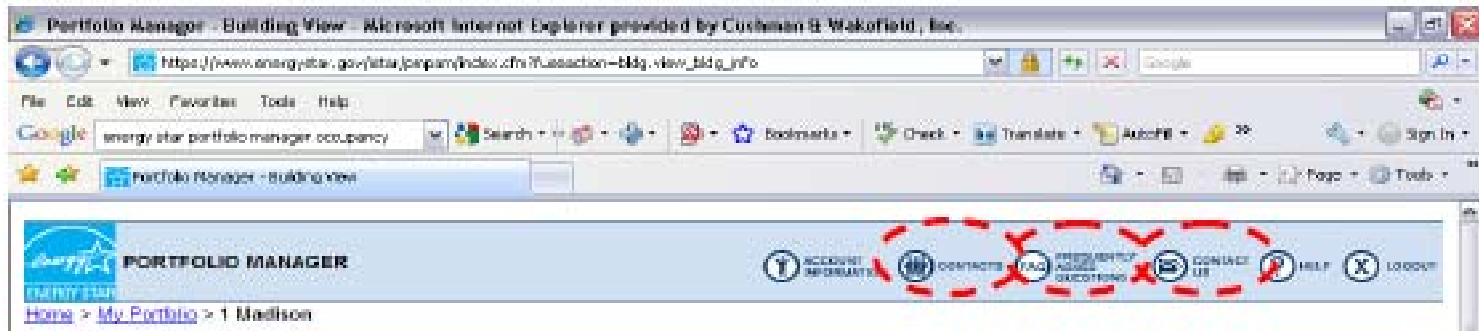 Portfolio Manager - Building View - Microsoft Internet Explorer provided by Cushman & Wakefield, Inc.
https://www.energystar.gov/istar/pmpam/index.cfm?fuseaction=bldg.view_bldg_info
Google
File Edit View Favorites Tools Help
Google energy star portfolio manager occupancy Search Bookmarks Check Translate AutoFill Sign In
Portfolio Manager - Building View Page Tools
ENERGY STAR PORTFOLIO MANAGER
ACCOUNT INFORMATION CONTACTS FAQ FREQUENTLY ASKED QUESTIONS CONTACT US ? HELP X LOGOUT
Home > My Portfolio > 1 Madison